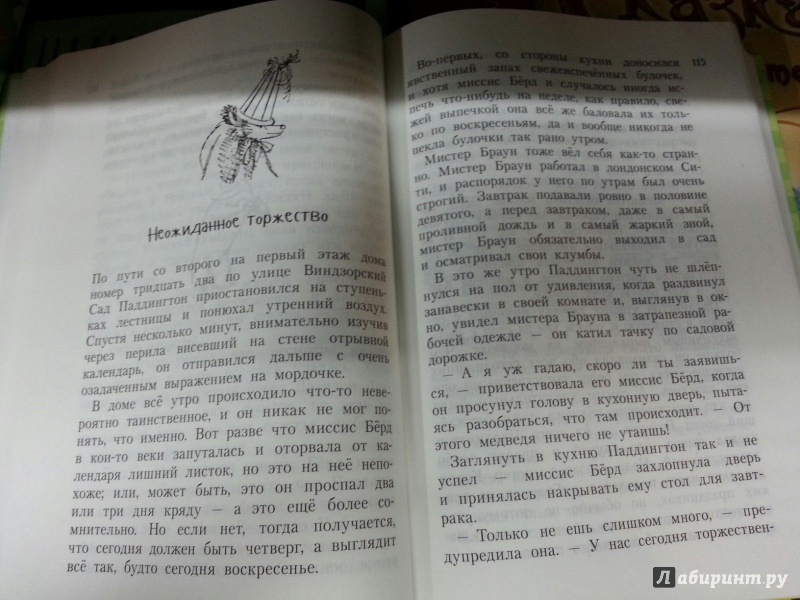 Неожиданное торжество
По пути со второго на первый этаж дома
номер тридцать два по улице Виндзорский
Сад Паддингтон приостановился на ступень-
ках лестницы и понюхал утренний воздух.
Спустя несколько минут, внимательно изучив
через перила висевший на стене отрывной
календарь, он отправился дальше с очень
озадаченным выражением на мордочке.
В доме всё утро происходило что-то неве-
роятно таинственное, и он никак не мог по-
нять, что именно. Вот разве что миссис Бёрд
в кои-то веки запуталась и оторвала от ка-
лендаря лишний листок, но это на неё непо-
хоже; или, может быть, это он проспал два
или три дня кряду — а это ещё более со-
мнительно. Но если нет, тогда получается,
что сегодня должен быть четверг, а выглядит
всё так, будто сегодня воскресенье.
115
Во-первых, со стороны кухни доносился
явственный запах свежеиспечённых булочек,
и хотя миссис Бёрд и случалось иногда ис-
печь что-нибудь на неделе, как правило, све-
жей выпечкой она всё же баловала их толь-
ко по воскресеньям, да и вообще никогда не
пекла булочки так рано утром.
Мистер Браун тоже вёл себя как-то стран-
но. Мистер Браун работал в лондонском Си-
ти, и распорядок у него по утрам был очень
строгий. Завтрак подавали ровно в половине
девятого, а перед завтраком, даже в самый
проливной дождь и в самый жаркий зной,
мистер Браун обязательно выходил в сад
и осматривал свои клумбы.
В это же утро Паддингтон чуть не шлёп-
нулся на пол от удивления, когда раздвинул
занавески в своей комнате и, выглянув в ок-
но, увидел мистера Брауна в затрапезной ра-
бочей одежде — он катил тачку по садовой
дорожке.
— А я уж гадаю, скоро ли ты заявишь-
ся, — приветствовала его миссис Бёрд, когда
он просунул голову в кухонную дверь, пыта-
ясь разобраться, что там происходит. — От
этого медведя ничего не утаишь!
Заглянуть в кухню Паддингтон так и не
успел — миссис Бёрд захлопнула дверь
и принялась накрывать ему стол для завт-
рака.
— Только не ешь слишком много, — пре-
дупредила она. — У нас сегодня торжествен-
Лабиринт.ру